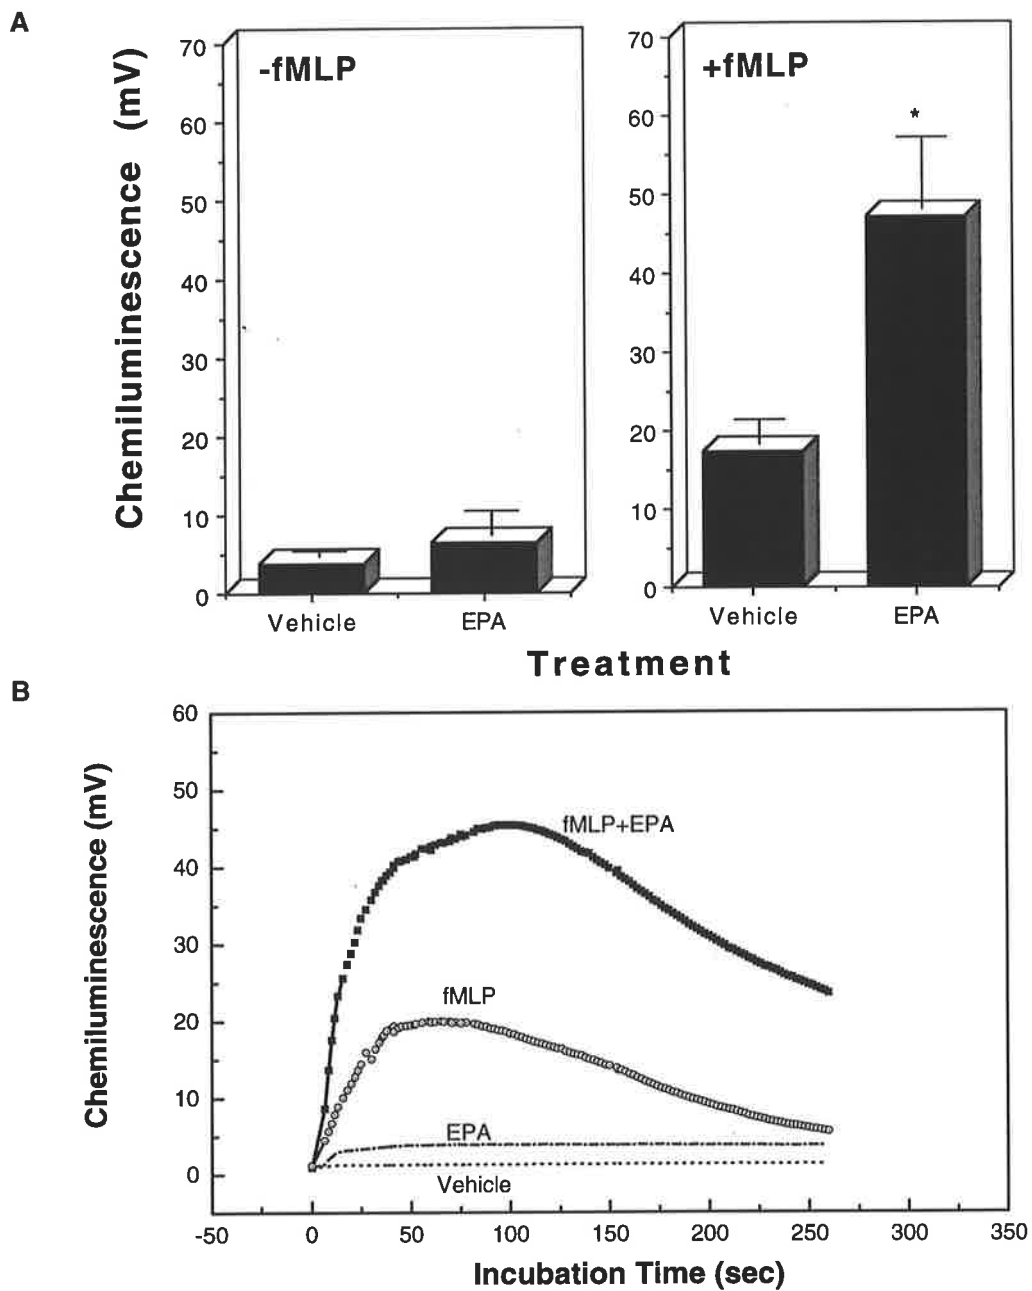 A
-fMLP
+fMLP
Chemiluminescence (mV)
70
60
50
40
30
20
10
0
70
60
50
40
30
20
10
0
*
Vehicle
EPA
Vehicle
EPA
Treatment
B
Chemiluminescence (mV)
60
50
40
30
20
10
0
fMLP+EPA
fMLP
EPA
Vehicle
-50 0 50 100 150 200 250 300 350
Incubation Time (sec)